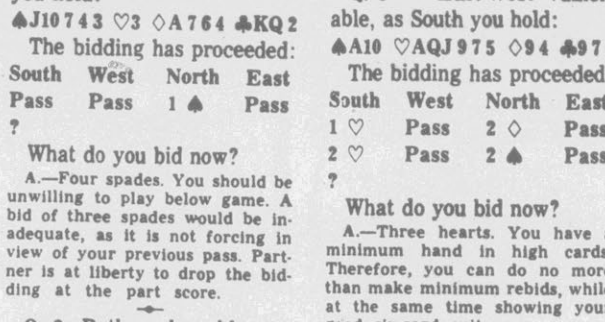 ♠J10743 ♡3 ◇A764 ♣KQ2
The bidding has proceeded:
South West North East
Pass Pass 1 ♠ Pass
?
What do you bid now?
A.—Four spades. You should be
unwilling to play below game. A
bid of three spades would be in-
adequate, as it is not forcing in
view of your previous pass. Part-
ner is at liberty to drop the bid-
ding at the part score.
able, as South you hold:
♠A10 ♡AQJ975 ◇94 ♣97
The bidding has proceeded
South West North East
1 ♡ Pass 2 ◇ Pass
2 ♡ Pass 2 ♠ Pass
?
What do you bid now?
A.—Three hearts. You have
minimum hand in high cards
Therefore, you can do no more
than make minimum rebids, while
at the same time showing your